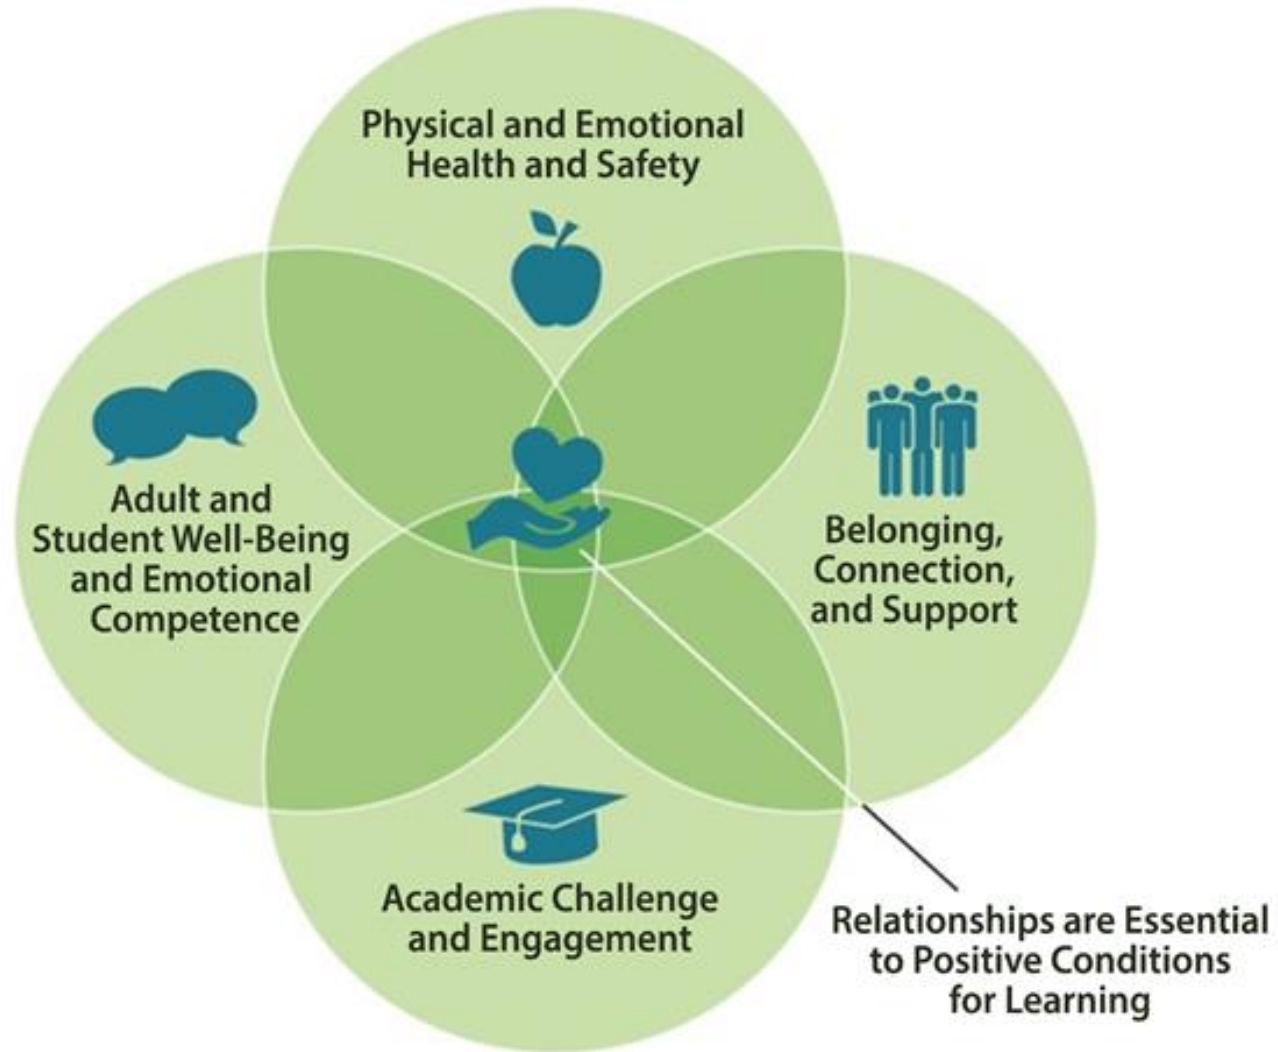 Physical and Emotional
Health and Safety
Adult and
Student Well-Being
and Emotional
Competence
Belonging,
Connection,
and Support
Academic Challenge
and Engagement
Relationships are Essential
to Positive Conditions
for Learning